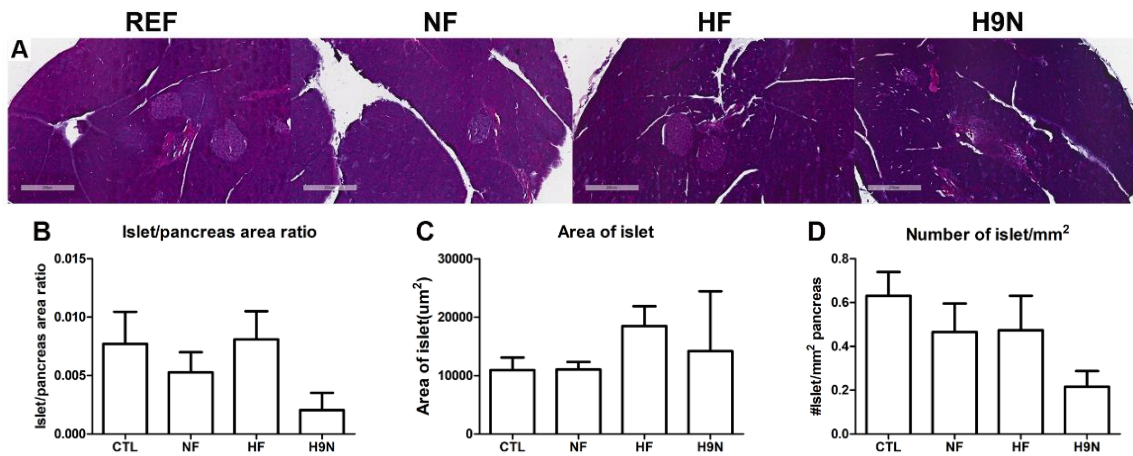 REF NF HF H9N
A
B Islet/pancreas area ratio
Islet/pancreas area ratio
0.015
0.010
0.005
0.000
CTL NF HF H9N
C Area of islet
Area of islet(um²)
30000
20000
10000
0
CTL NF HF H9N
D Number of islet/mm²
#Islet/mm² pancreas
0.8
0.6
0.4
0.2
0.0
CTL NF HF H9N